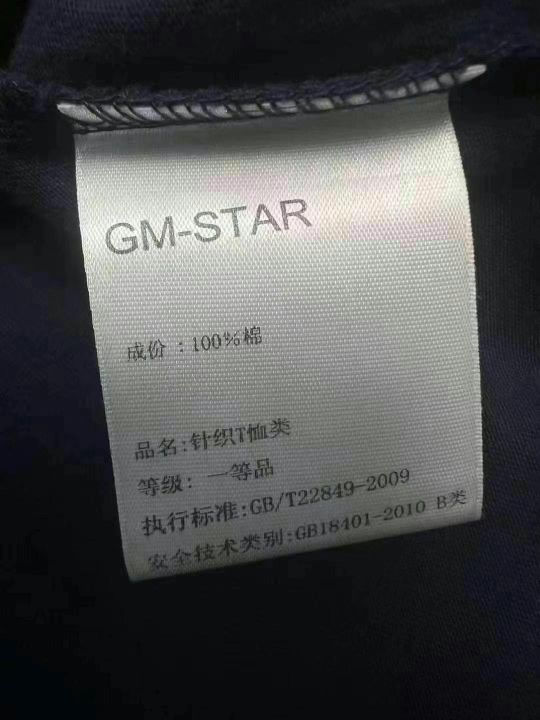 GM-STAR
成份 : 100%棉
品名:针织T恤类
等级: 一等品
执行标准:GB/T22849-2009
安全技术类别:GB18401-2010 B类